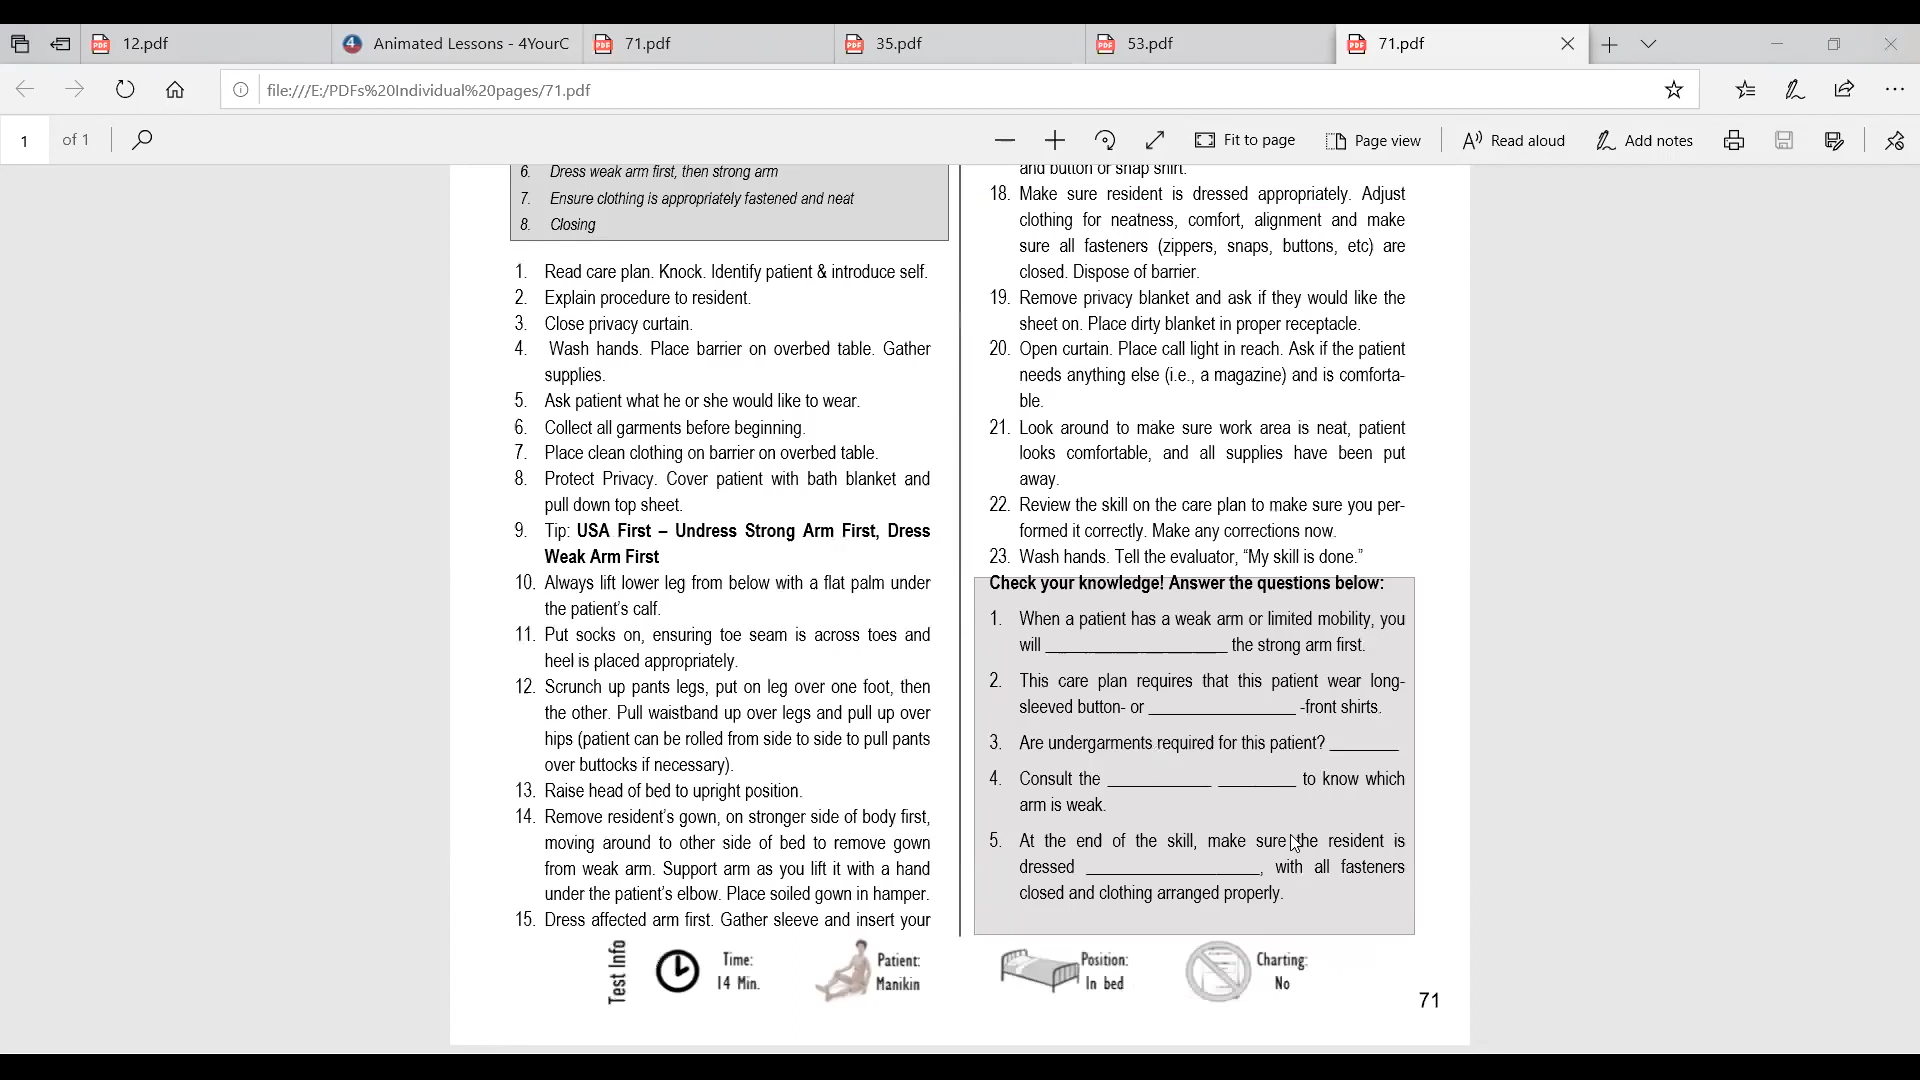 12.pdf
Animated Lessons - 4YourC
71.pdf
35.pdf
53.pdf
71.pdf
file:///E:/PDFs%20Individual%20pages/71.pdf
1 of 1
Fit to page
Page view
Read aloud
Add notes
6. Dress weak arm first, then strong arm
7. Ensure clothing is appropriately fastened and neat
8. Closing
1. Read care plan. Knock. Identify patient & introduce self.
2. Explain procedure to resident.
3. Close privacy curtain.
4. Wash hands. Place barrier on overbed table. Gather
supplies.
5. Ask patient what he or she would like to wear.
6. Collect all garments before beginning.
7. Place clean clothing on barrier on overbed table.
8. Protect Privacy. Cover patient with bath blanket and
pull down top sheet.
9. Tip: USA First – Undress Strong Arm First, Dress
Weak Arm First
10. Always lift lower leg from below with a flat palm under
the patient's calf.
11. Put socks on, ensuring toe seam is across toes and
heel is placed appropriately.
12. Scrunch up pants legs, put on leg over one foot, then
the other. Pull waistband up over legs and pull up over
hips (patient can be rolled from side to side to pull pants
over buttocks if necessary).
13. Raise head of bed to upright position.
14. Remove resident's gown, on stronger side of body first,
moving around to other side of bed to remove gown
from weak arm. Support arm as you lift it with a hand
under the patient's elbow. Place soiled gown in hamper.
15. Dress affected arm first. Gather sleeve and insert your
and button or snap shirt.
18. Make sure resident is dressed appropriately. Adjust
clothing for neatness, comfort, alignment and make
sure all fasteners (zippers, snaps, buttons, etc) are
closed. Dispose of barrier.
19. Remove privacy blanket and ask if they would like the
sheet on. Place dirty blanket in proper receptacle.
20. Open curtain. Place call light in reach. Ask if the patient
needs anything else (i.e., a magazine) and is comforta-
ble.
21. Look around to make sure work area is neat, patient
looks comfortable, and all supplies have been put
away.
22. Review the skill on the care plan to make sure you per-
formed it correctly. Make any corrections now.
23. Wash hands. Tell the evaluator, “My skill is done.”
Check your knowledge! Answer the questions below:
1. When a patient has a weak arm or limited mobility, you
will _____________________ the strong arm first.
2. This care plan requires that this patient wear long-
sleeved button- or _________________ -front shirts.
3. Are undergarments required for this patient? ________
4. Consult the ____________ _________ to know which
arm is weak.
5. At the end of the skill, make sure the resident is
dressed ____________________, with all fasteners
closed and clothing arranged properly.
Test Info
Time:
14 Min.
Patient:
Manikin
Position:
In bed
Charting:
No
71